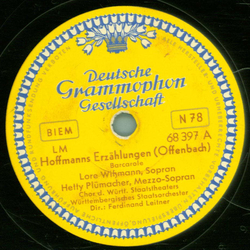 Deutsche
Grammophon
Gesellschaft
BIEM
N 78
LM
68 397 A
Hoffmanns Erzählungen (Offenbach)
Barcarole
Lore Wißmann, Sopran
Hetty Plümacher, Mezzo-Sopran
Chor d. Württ. Staatstheaters
Württembergisches Staatsorchester
Dir.: Ferdinand Leitner